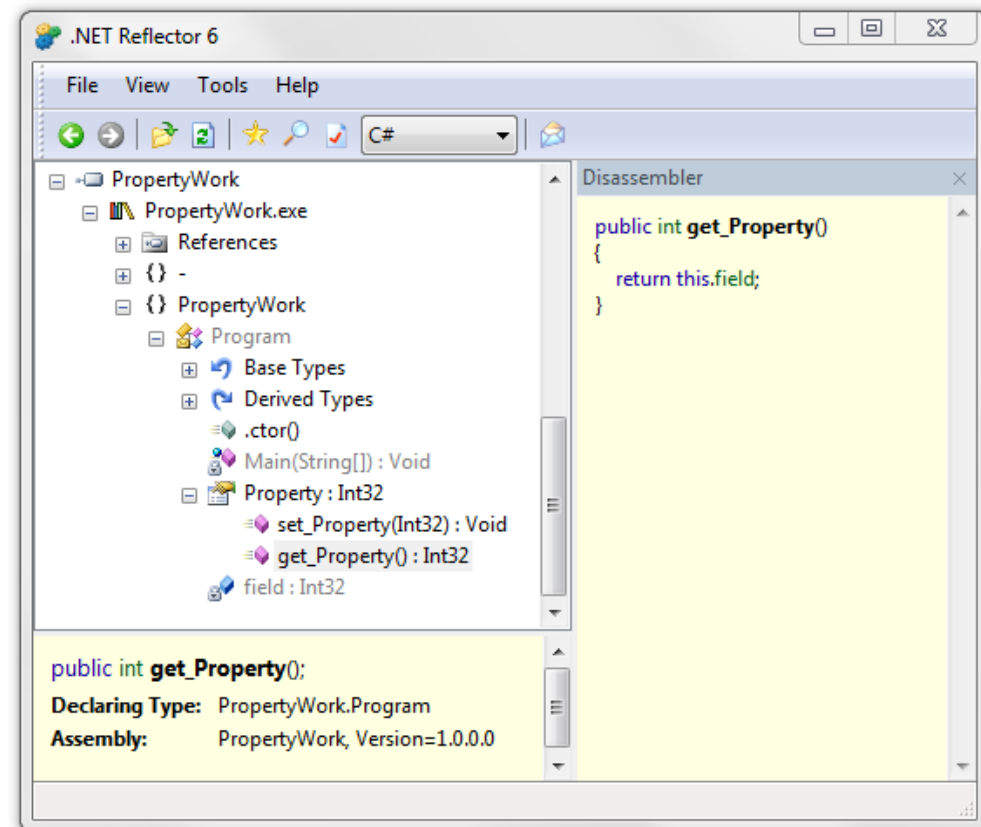 .NET Reflector 6
File View Tools Help
C#
PropertyWork
PropertyWork.exe
References
{} -
{} PropertyWork
Program
Base Types
Derived Types
.ctor()
Main(String[]) : Void
Property : Int32
set_Property(Int32) : Void
get_Property() : Int32
field : Int32
Disassembler
public int get_Property()
{
return this.field;
}
public int get_Property();
Declaring Type: PropertyWork.Program
Assembly: PropertyWork, Version=1.0.0.0